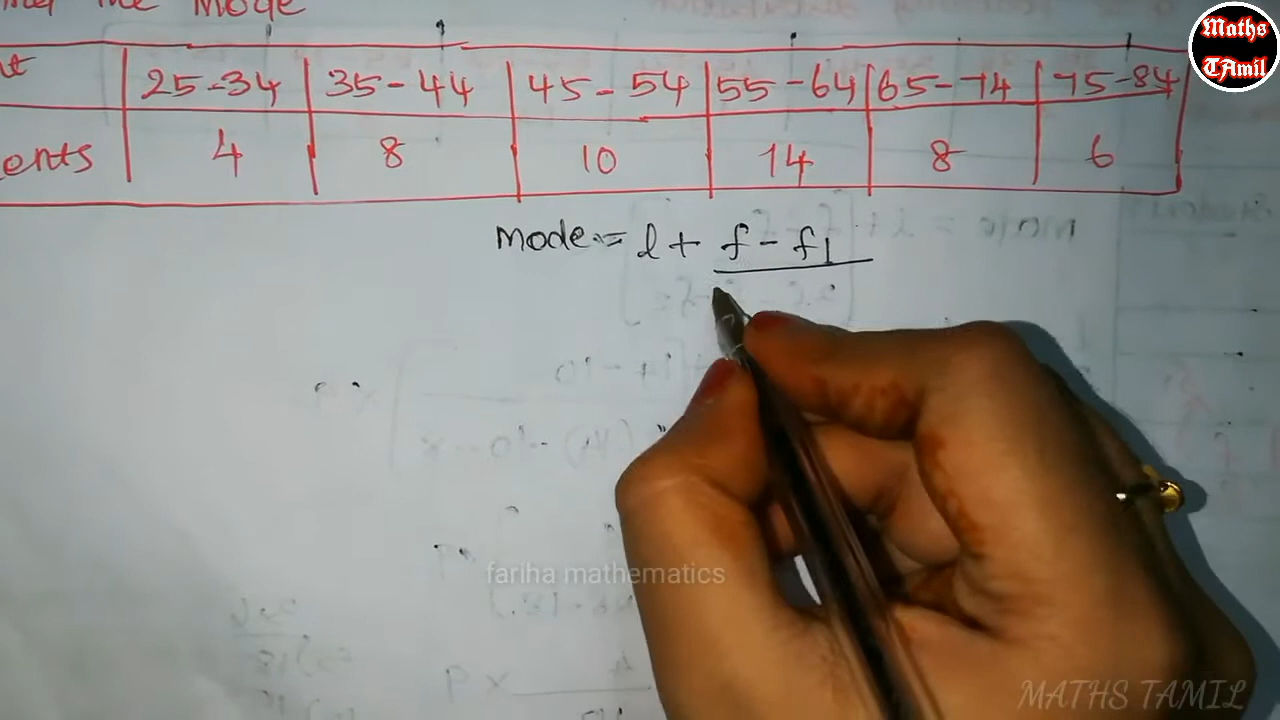 the Mode
Maths
TAmil
25-34 35-44 45-54 55-64 65-74 75-84
ents 4 8 10 14 8 6
Mode = l + f - f1
fariha mathematics
MATHS TAMIL